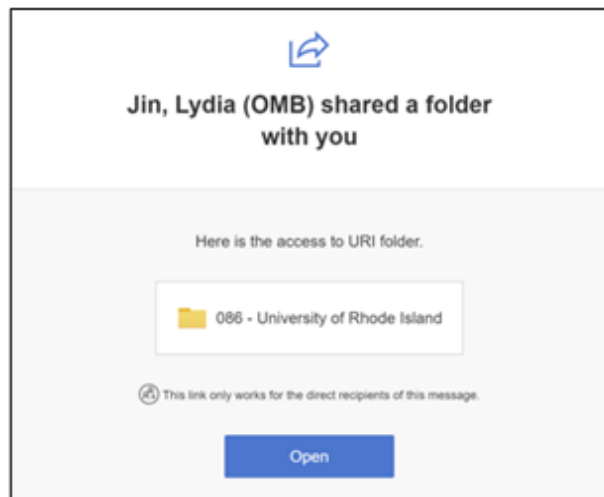 Jin, Lydia (OMB) shared a folder
with you
Here is the access to URI folder.
086 - University of Rhode Island
This link only works for the direct recipients of this message.
Open